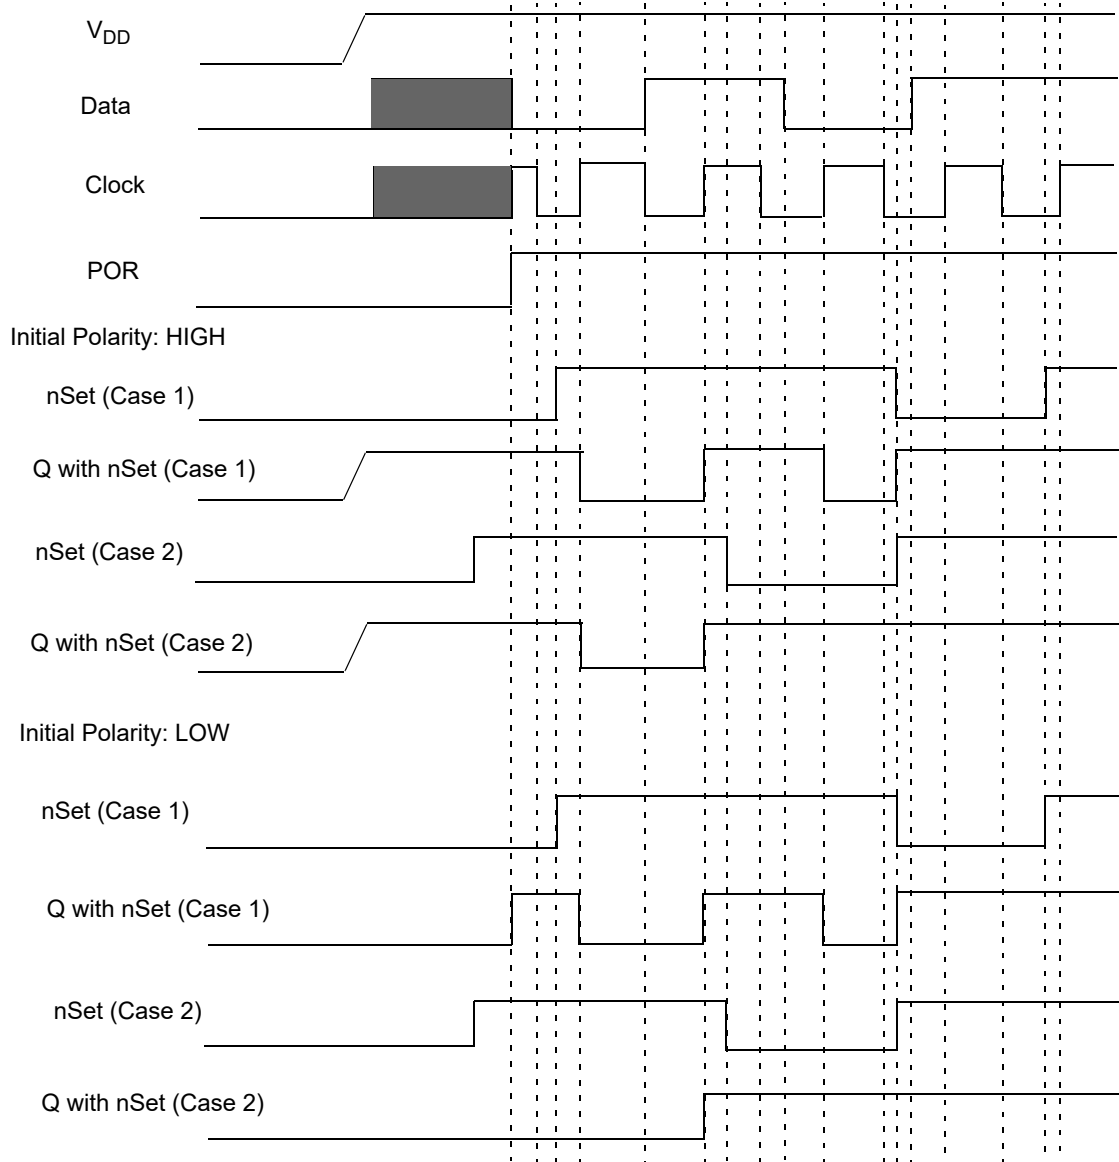 VDD
Data
Clock
POR
Initial Polarity: HIGH
nSet (Case 1)
Q with nSet (Case 1)
nSet (Case 2)
Q with nSet (Case 2)
Initial Polarity: LOW
nSet (Case 1)
Q with nSet (Case 1)
nSet (Case 2)
Q with nSet (Case 2)